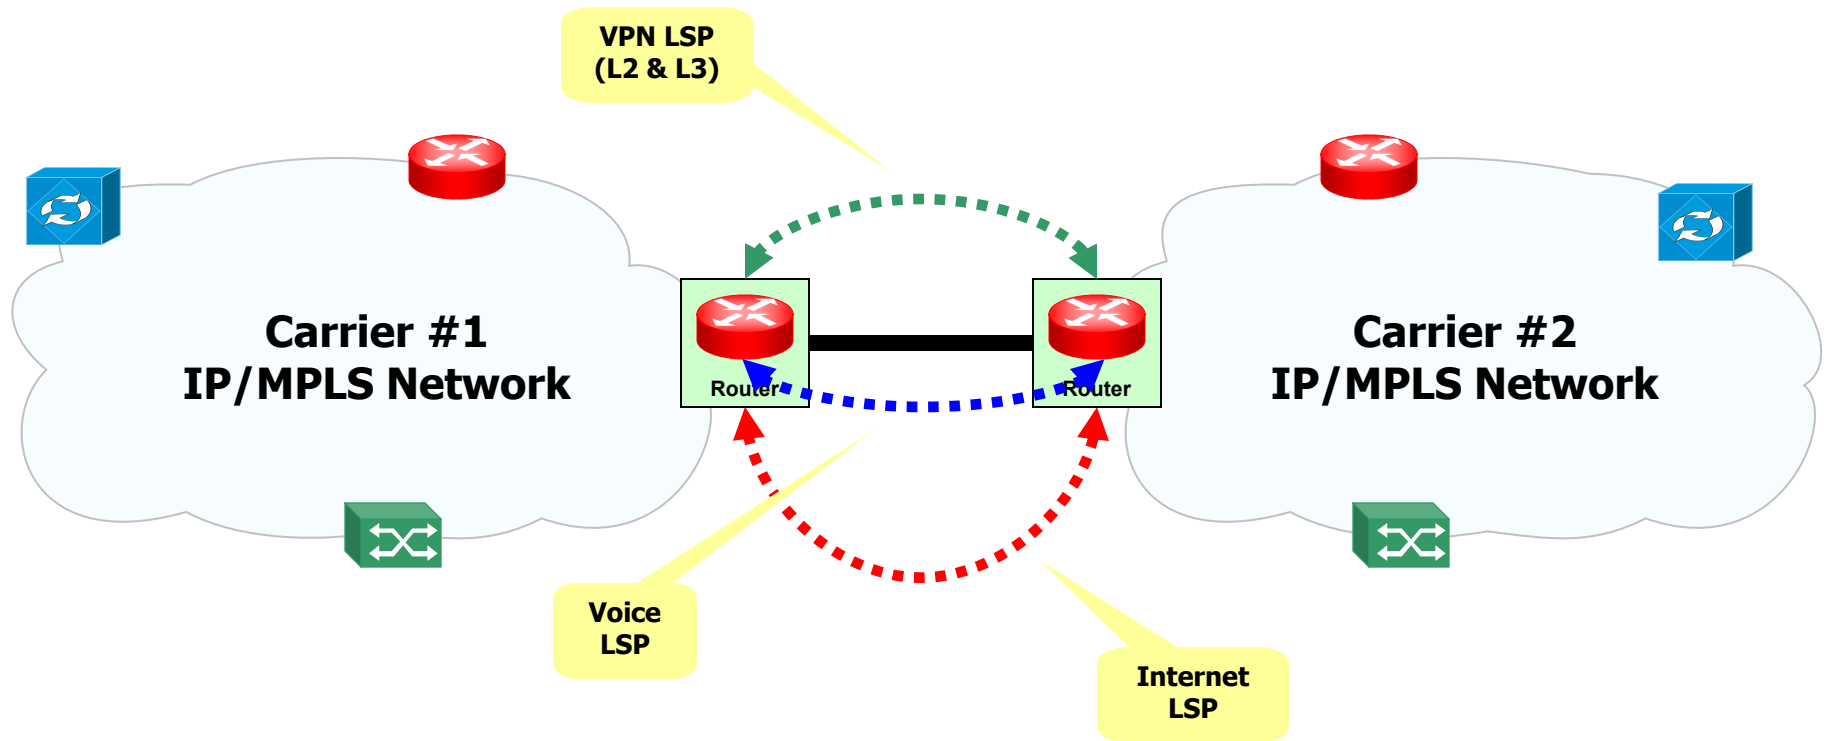 VPN LSP
(L2 & L3)
Carrier #1
IP/MPLS Network
Router
Router
Carrier #2
IP/MPLS Network
Voice
LSP
Internet
LSP